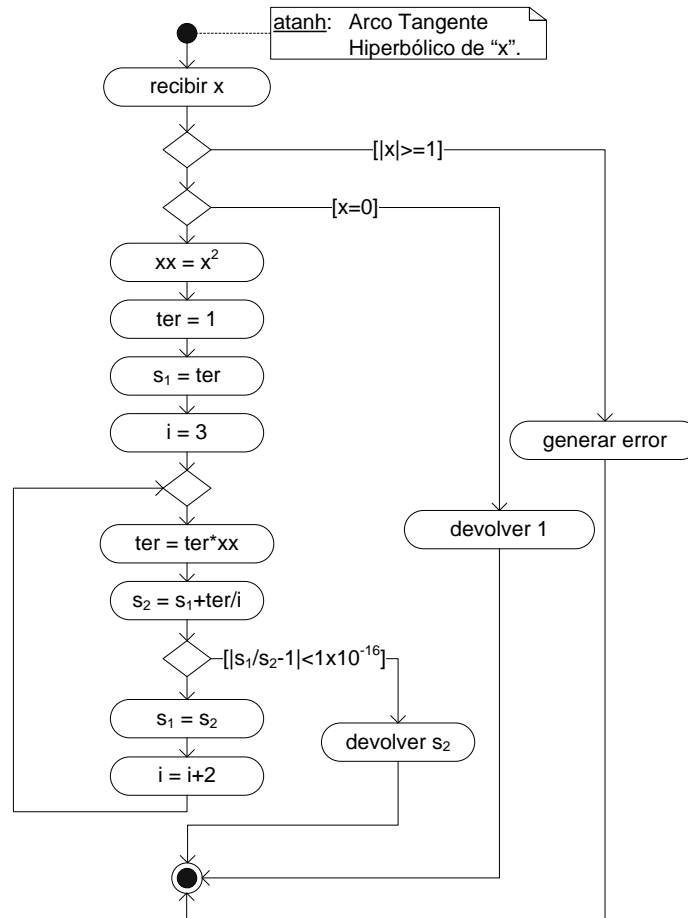 atanh: Arco Tangente
Hiperbólico de “x”.
recibir x
[|x|>=1]
[x=0]
xx = x²
ter = 1
s₁ = ter
i = 3
generar error
devolver 1
ter = ter*xx
s₂ = s₁+ter/i
[|s₁/s₂-1|<1x10⁻¹⁶]
s₁ = s₂
devolver s₂
i = i+2